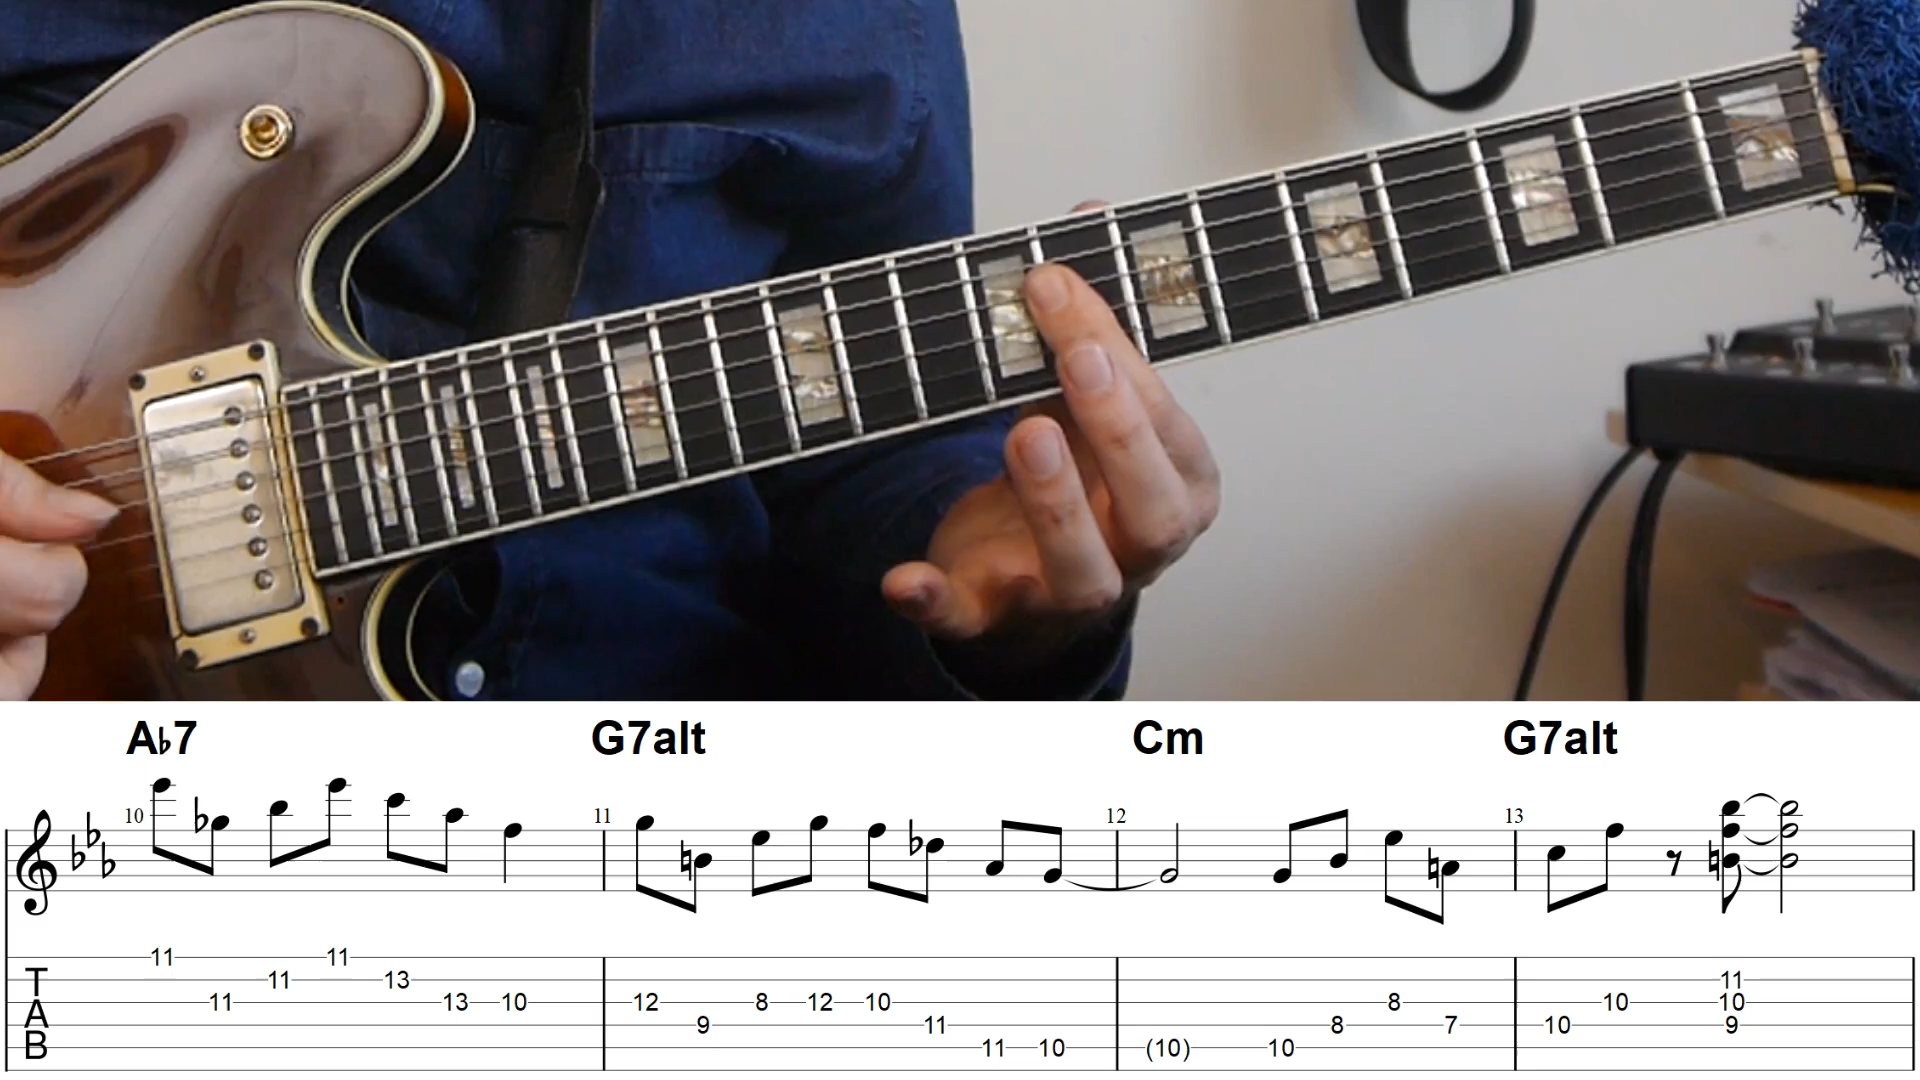 A♭7 G7alt Cm G7alt
10 11 12 13
T
A
B
11 11 12 8 12 10 8 10 11
11 11 13 13 10 9 11 8 7 10 10
11 10 (10) 10 9